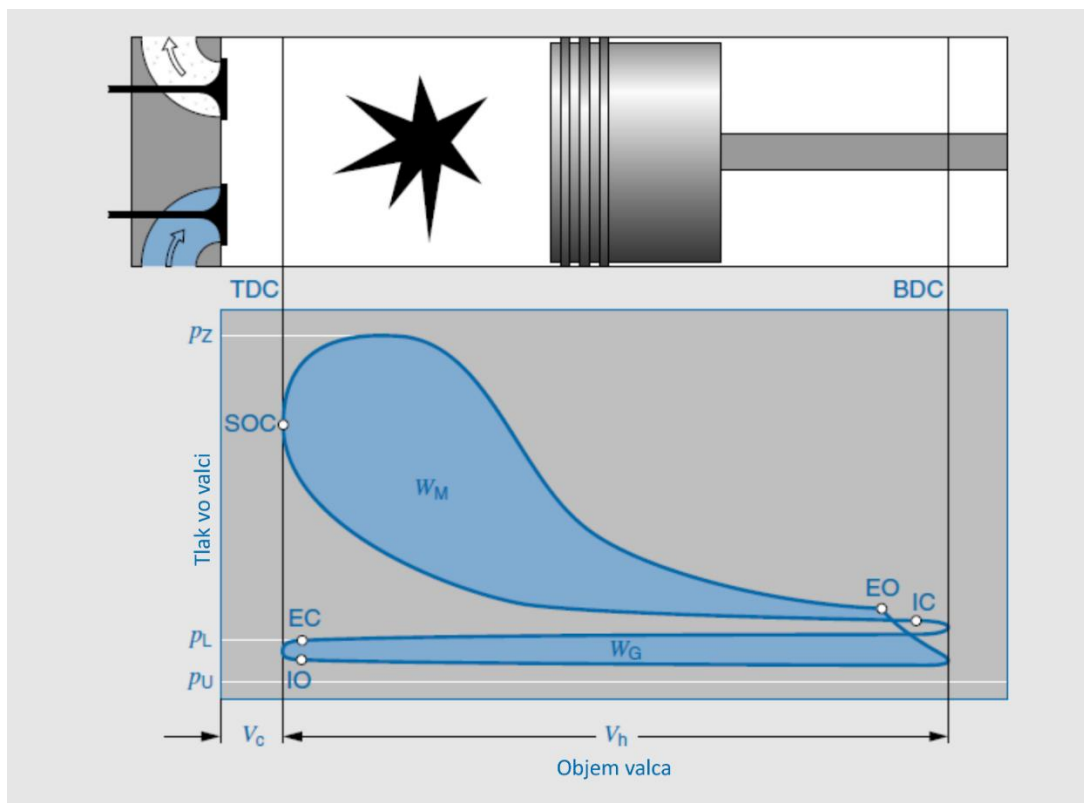 TDC
BDC
pZ
SOC
Tlak vo valci
WM
EO
IC
EC
pL
WG
IO
pU
Vc
Vh
Objem valca